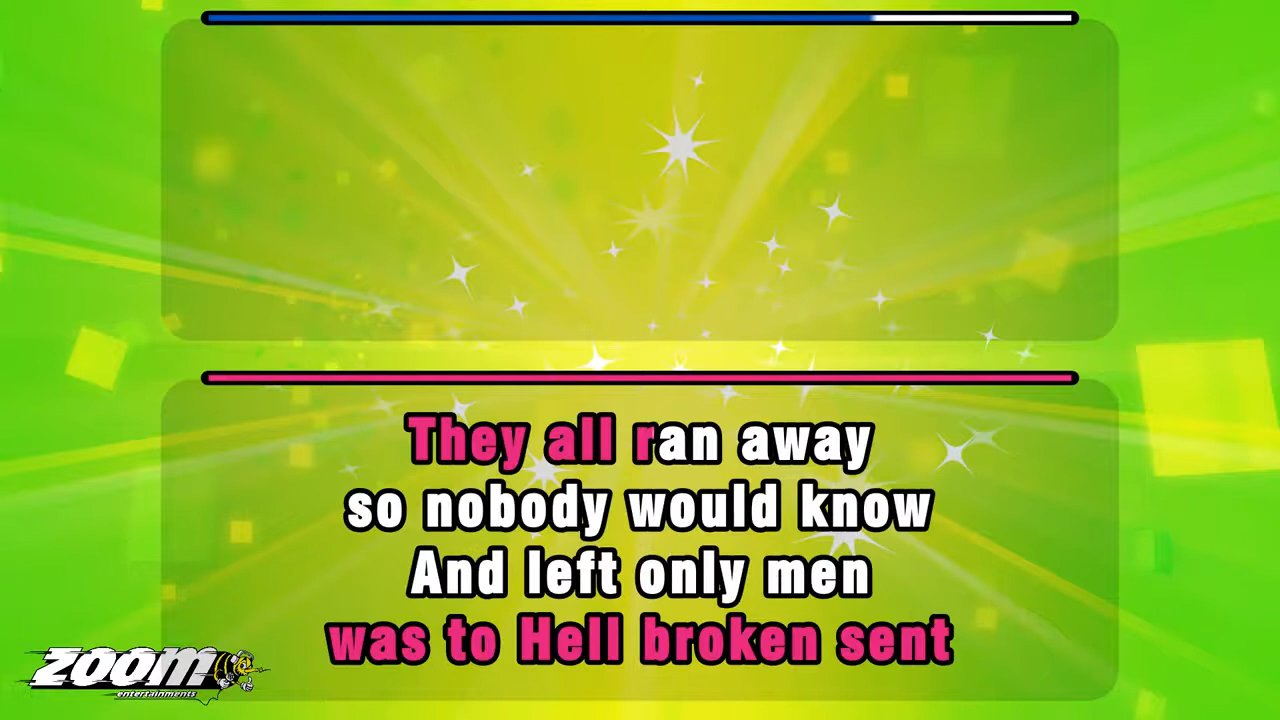 They all ran away
so nobody would know
And left only men
was to Hell broken sent
ZOOM
entertainments